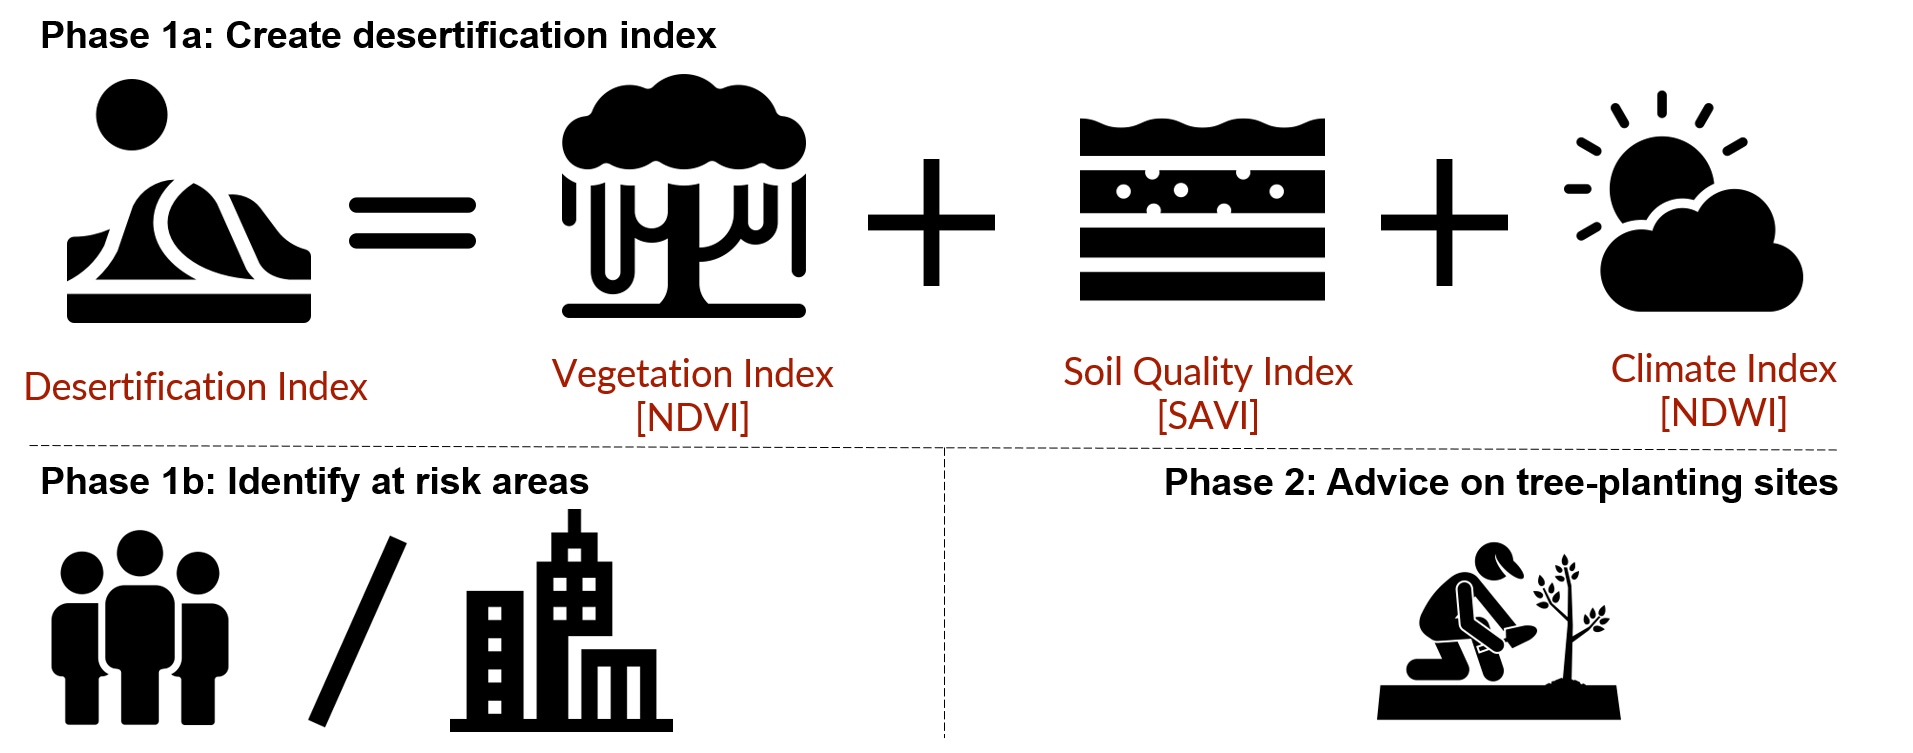 Phase 1a: Create desertification index
Desertification Index
Vegetation Index
[NDVI]
Soil Quality Index
[SAVI]
Climate Index
[NDWI]
Phase 1b: Identify at risk areas
Phase 2: Advice on tree-planting sites